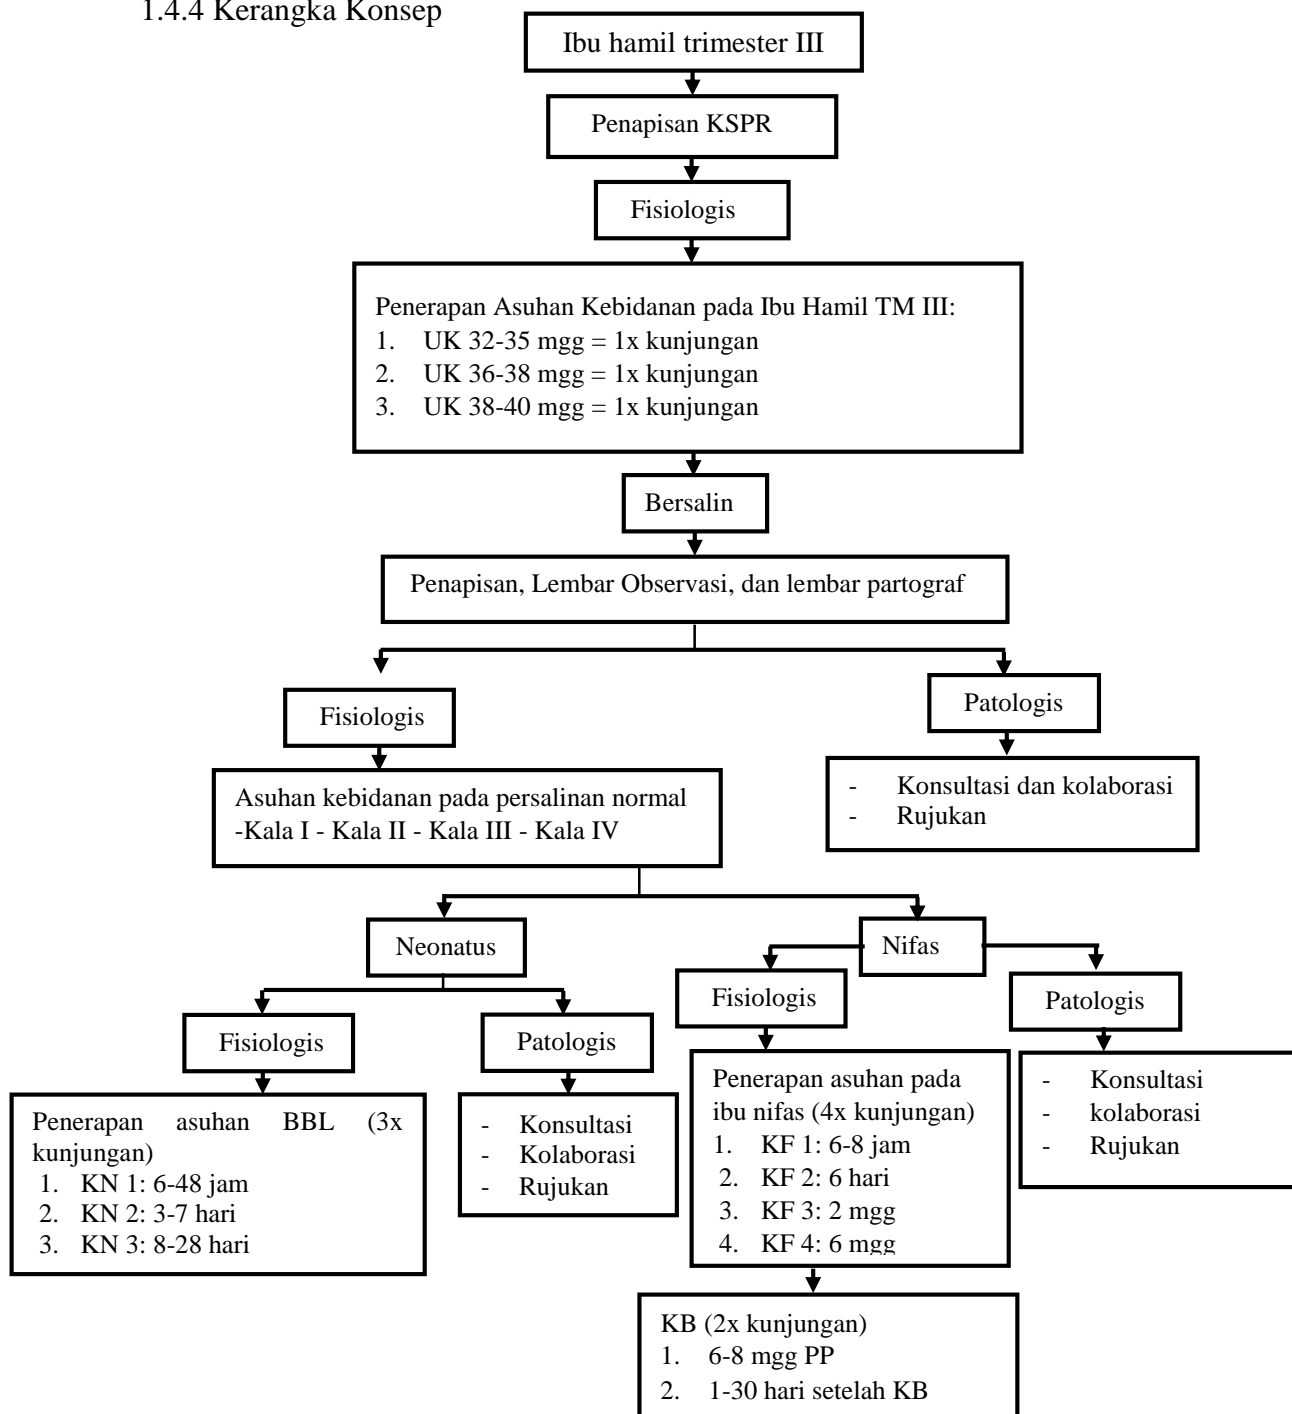 1.4.4 Kerangka Konsep
Ibu hamil trimester III
Penapisan KSPR
Fisiologis
Penerapan Asuhan Kebidanan pada Ibu Hamil TM III:
1. UK 32-35 mgg = 1x kunjungan
2. UK 36-38 mgg = 1x kunjungan
3. UK 38-40 mgg = 1x kunjungan
Bersalin
Penapisan, Lembar Observasi, dan lembar partograf
Fisiologis
Patologis
Asuhan kebidanan pada persalinan normal
-Kala I - Kala II - Kala III - Kala IV
- Konsultasi dan kolaborasi
- Rujukan
Neonatus
Nifas
Fisiologis
Patologis
Fisiologis
Patologis
Penerapan asuhan BBL (3x
kunjungan)
1. KN 1: 6-48 jam
2. KN 2: 3-7 hari
3. KN 3: 8-28 hari
- Konsultasi
- Kolaborasi
- Rujukan
Penerapan asuhan pada
ibu nifas (4x kunjungan)
1. KF 1: 6-8 jam
2. KF 2: 6 hari
3. KF 3: 2 mgg
4. KF 4: 6 mgg
- Konsultasi
- kolaborasi
- Rujukan
KB (2x kunjungan)
1. 6-8 mgg PP
2. 1-30 hari setelah KB